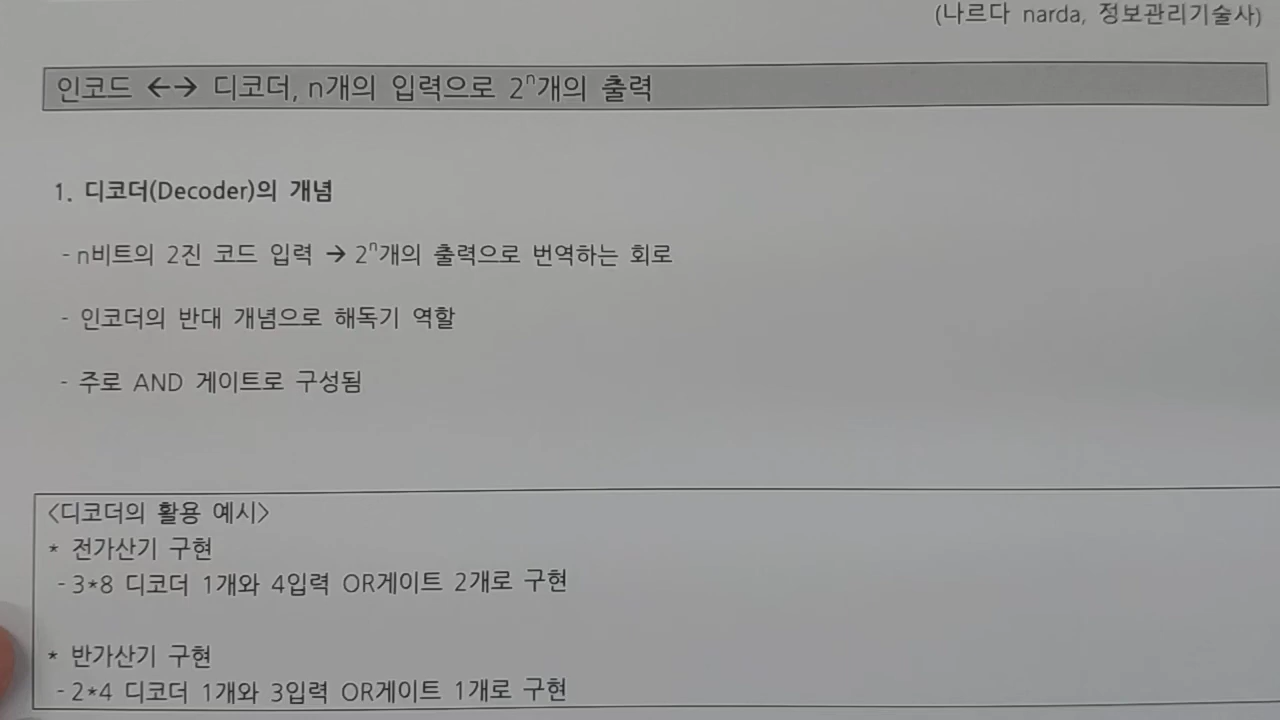 (나르다 narda, 정보관리기술사)
인코드 ←→ 디코더, n개의 입력으로 2ⁿ개의 출력
1. 디코더(Decoder)의 개념
- n비트의 2진 코드 입력 → 2ⁿ개의 출력으로 번역하는 회로
- 인코더의 반대 개념으로 해독기 역할
- 주로 AND 게이트로 구성됨
<디코더의 활용 예시>
* 전가산기 구현
- 3*8 디코더 1개와 4입력 OR게이트 2개로 구현
* 반가산기 구현
- 2*4 디코더 1개와 3입력 OR게이트 1개로 구현